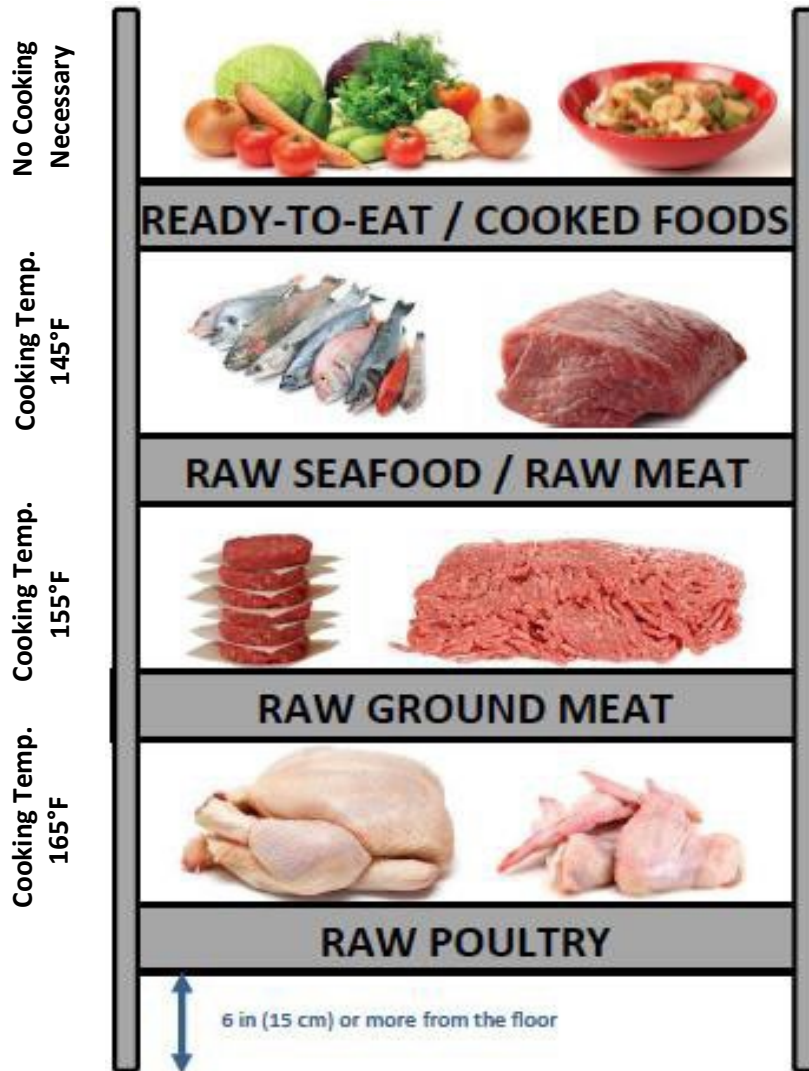 No Cooking
Necessary
READY-TO-EAT / COOKED FOODS
Cooking Temp.
145°F
RAW SEAFOOD / RAW MEAT
Cooking Temp.
155°F
RAW GROUND MEAT
Cooking Temp.
165°F
RAW POULTRY
6 in (15 cm) or more from the floor